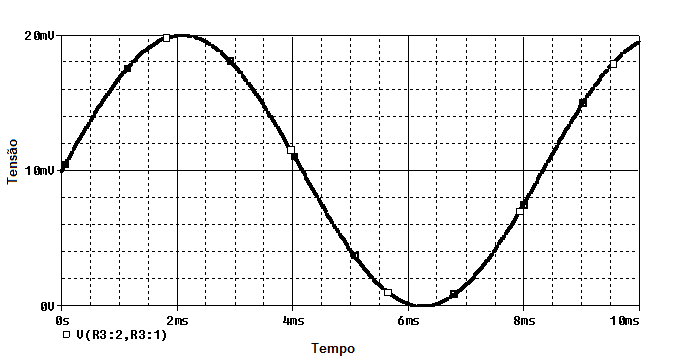 20mV
Tensão
10mV
0V
0s 2ms 4ms 6ms 8ms 10ms
V(R3:2,R3:1)
Tempo